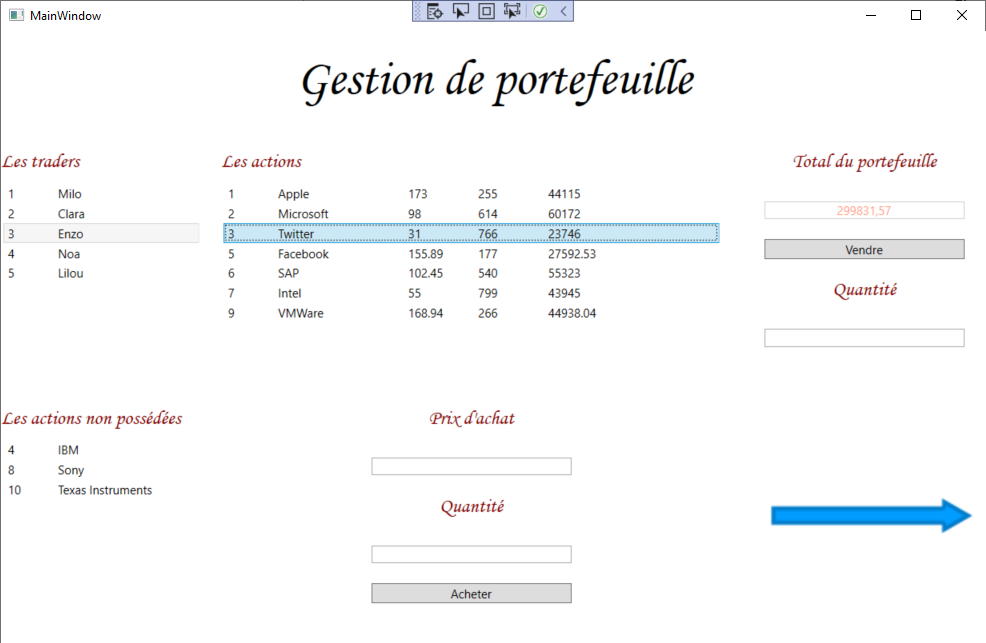 MainWindow
Gestion de portefeuille
Les traders
1 Milo
2 Clara
3 Enzo
4 Noa
5 Lilou
Les actions
1 Apple 173 255 44115
2 Microsoft 98 614 60172
3 Twitter 31 766 23746
5 Facebook 155.89 177 27592.53
6 SAP 102.45 540 55323
7 Intel 55 799 43945
9 VMWare 168.94 266 44938.04
Total du portefeuille
299831,57
Vendre
Quantité
Les actions non possédées
4 IBM
8 Sony
10 Texas Instruments
Prix d'achat
Quantité
Acheter